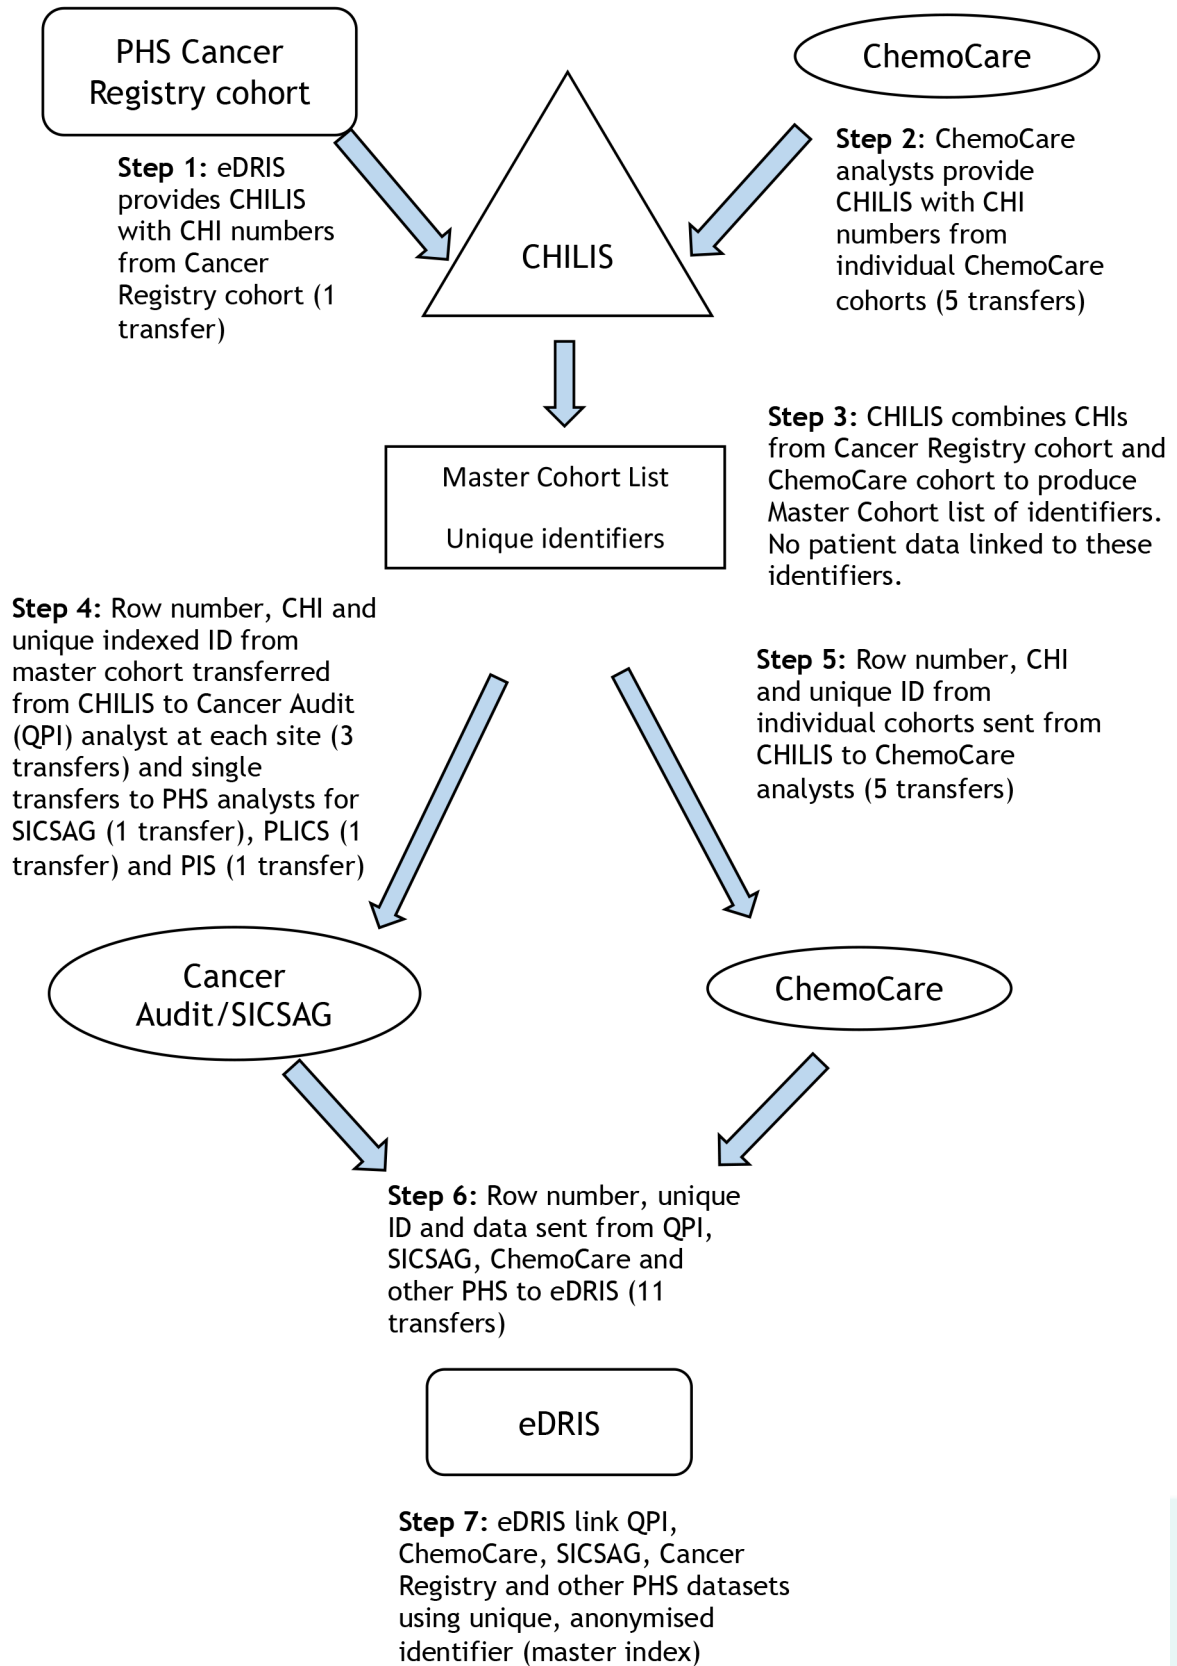 PHS Cancer
Registry cohort
ChemoCare
Step 1: eDRIS
provides CHILIS
with CHI numbers
from Cancer
Registry cohort (1
transfer)
CHILIS
Step 2: ChemoCare
analysts provide
CHILIS with CHI
numbers from
individual ChemoCare
cohorts (5 transfers)
Master Cohort List
Unique identifiers
Step 3: CHILIS combines CHIs
from Cancer Registry cohort and
ChemoCare cohort to produce
Master Cohort list of identifiers.
No patient data linked to these
identifiers.
Step 4: Row number, CHI and
unique indexed ID from
master cohort transferred
from CHILIS to Cancer Audit
(QPI) analyst at each site (3
transfers) and single
transfers to PHS analysts for
SICSAG (1 transfer), PLICS (1
transfer) and PIS (1 transfer)
Step 5: Row number, CHI
and unique ID from
individual cohorts sent from
CHILIS to ChemoCare
analysts (5 transfers)
Cancer
Audit/SICSAG
ChemoCare
Step 6: Row number, unique
ID and data sent from QPI,
SICSAG, ChemoCare and
other PHS to eDRIS (11
transfers)
eDRIS
Step 7: eDRIS link QPI,
ChemoCare, SICSAG, Cancer
Registry and other PHS datasets
using unique, anonymised
identifier (master index)